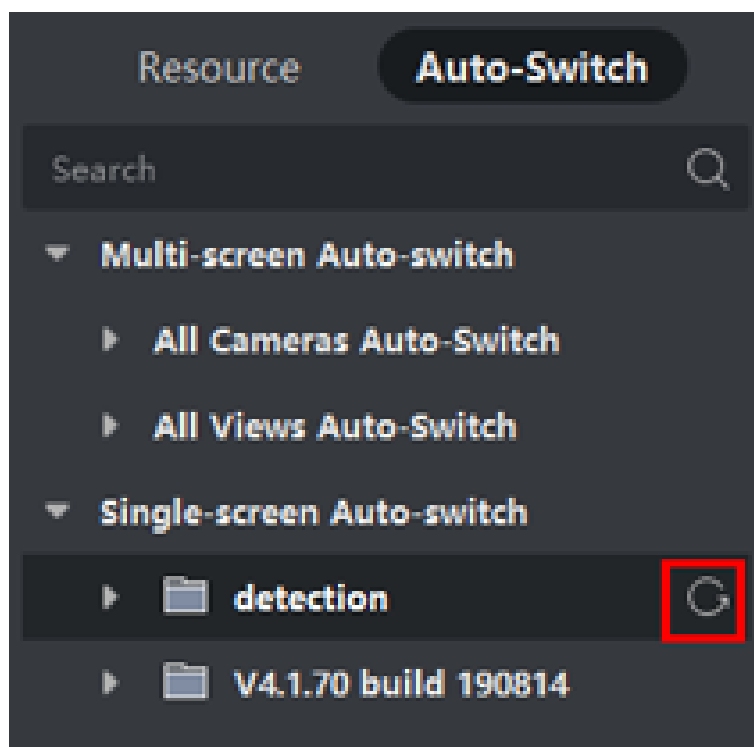 Resource Auto-Switch
Search
Multi-screen Auto-switch
All Cameras Auto-Switch
All Views Auto-Switch
Single-screen Auto-switch
detection
V4.1.70 build 190814